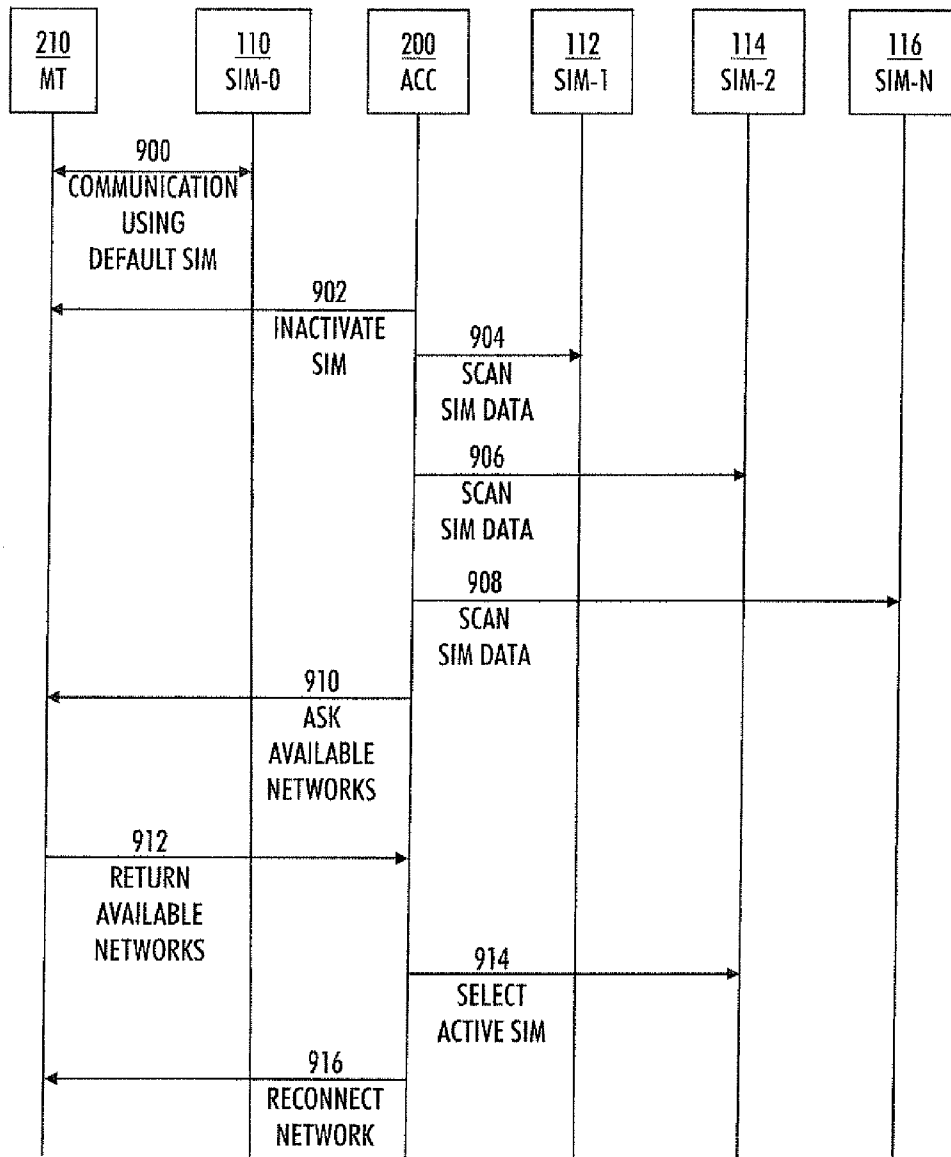 210
MT
110
SIM-0
200
ACC
112
SIM-1
114
SIM-2
116
SIM-N
900
COMMUNICATION
USING
DEFAULT SIM
902
INACTIVATE
SIM
904
SCAN
SIM DATA
906
SCAN
SIM DATA
908
SCAN
SIM DATA
910
ASK
AVAILABLE
NETWORKS
912
RETURN
AVAILABLE
NETWORKS
914
SELECT
ACTIVE SIM
916
RECONNECT
NETWORK